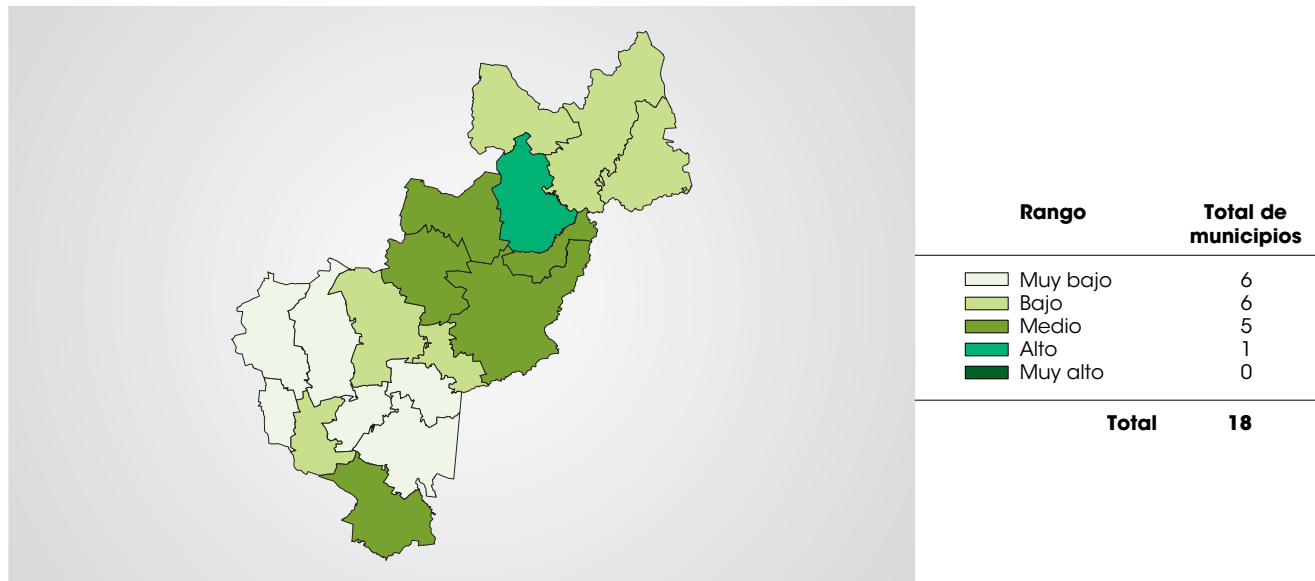 Rango Total de
municipios
Muy bajo 6
Bajo 6
Medio 5
Alto 1
Muy alto 0
Total 18